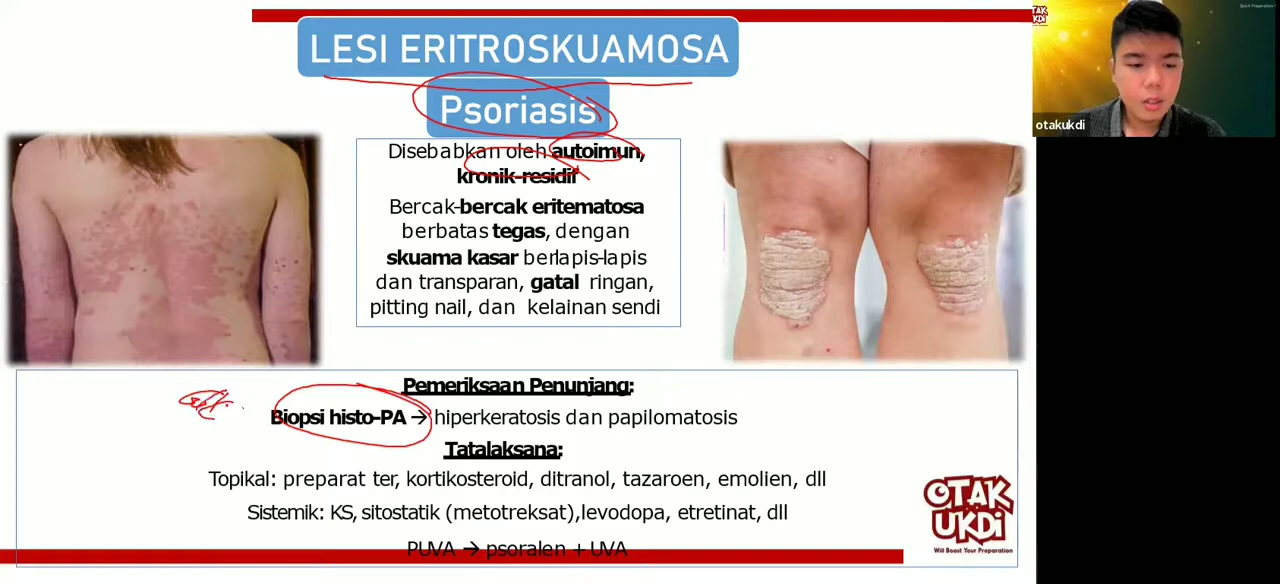 LESI ERITROSKUAMOSA
Psoriasis
Disebabkan oleh autoimun,
kronik-residif
Bercak-bercak eritematosa
berbatas tegas, dengan
skuama kasar berlapis-lapis
dan transparan, gatal ringan,
pitting nail, dan kelainan sendi
Pemeriksaan Penunjang:
Biopsi histo-PA → hiperkeratosis dan papilomatosis
Tatalaksana:
Topikal: preparat ter, kortikosteroid, ditranol, tazaroen, emolien, dll
Sistemik: KS, sitostatik (metotreksat),levodopa, etretinat, dll
PUVA → psoralen + UVA
OTAK
UKDI
Will Boost Your Preparation
OTAK
UKDI
otakukdi